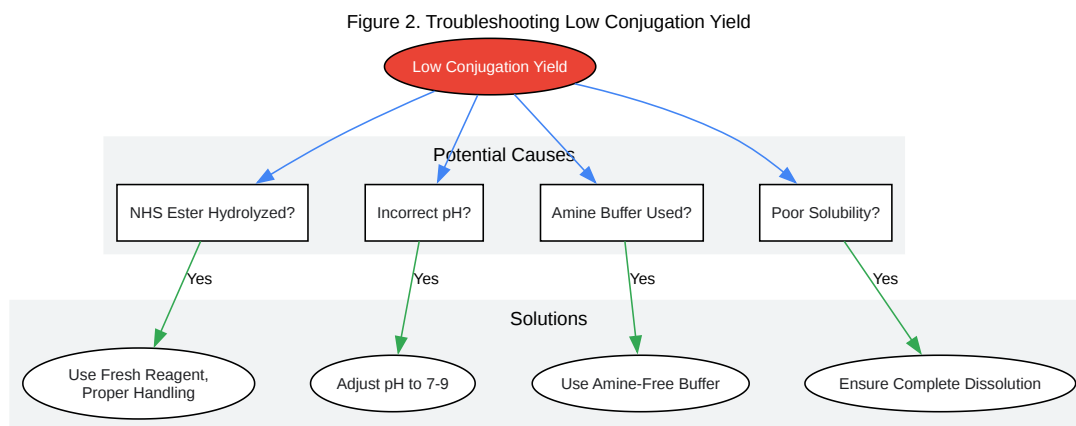 Figure 2. Troubleshooting Low Conjugation Yield
Low Conjugation Yield
Potential Causes
NHS Ester Hydrolyzed?
Incorrect pH?
Amine Buffer Used?
Poor Solubility?
Yes
Yes
Yes
Yes
Solutions
Use Fresh Reagent,
Proper Handling
Adjust pH to 7-9
Use Amine-Free Buffer
Ensure Complete Dissolution